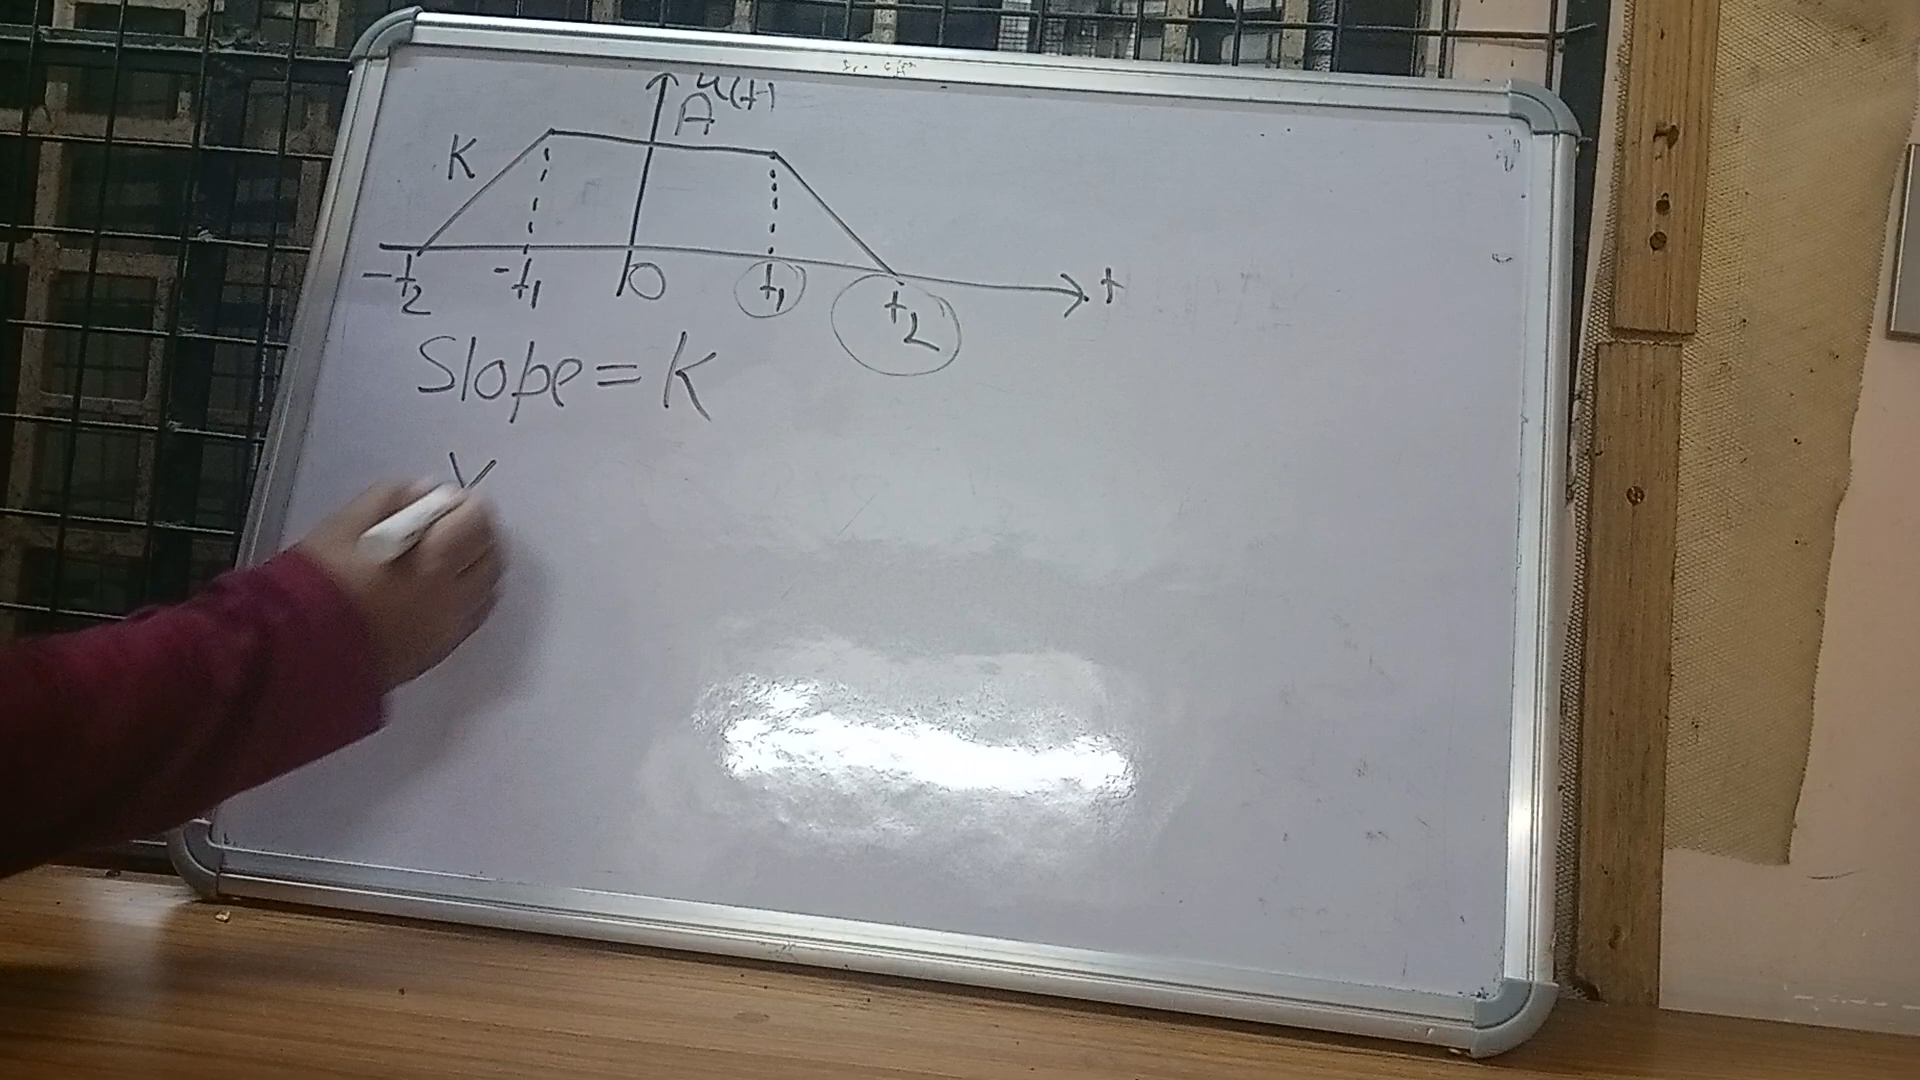 u(t)
A
K
-t2 -t1 0 t1 t2 t
Slope = K